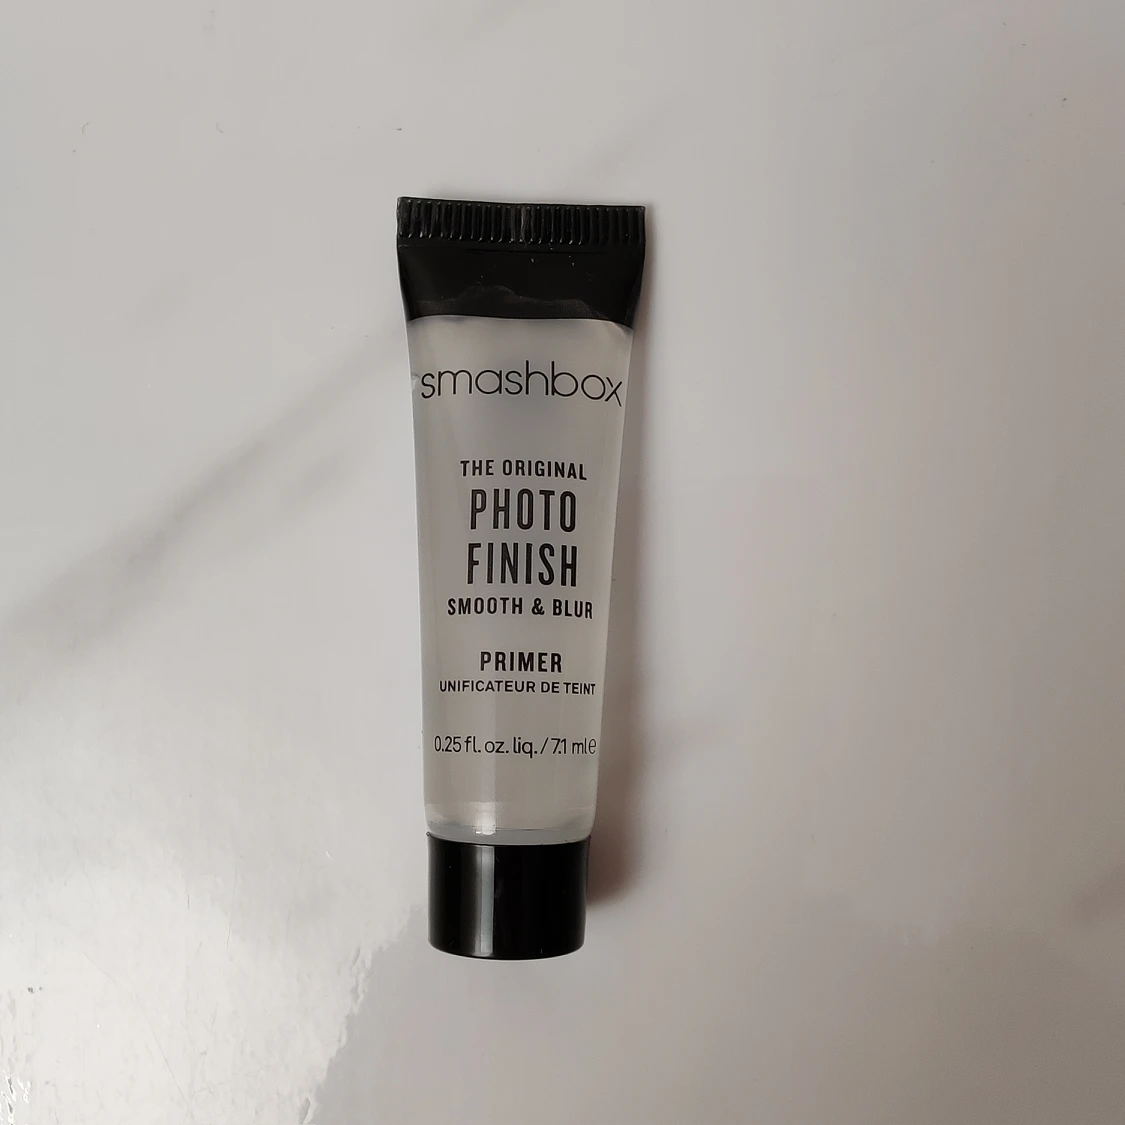 smashbox
THE ORIGINAL
PHOTO
FINISH
SMOOTH & BLUR
PRIMER
UNIFICATEUR DE TEINT
0.25 fl. oz. liq. / 7.1 ml ℮